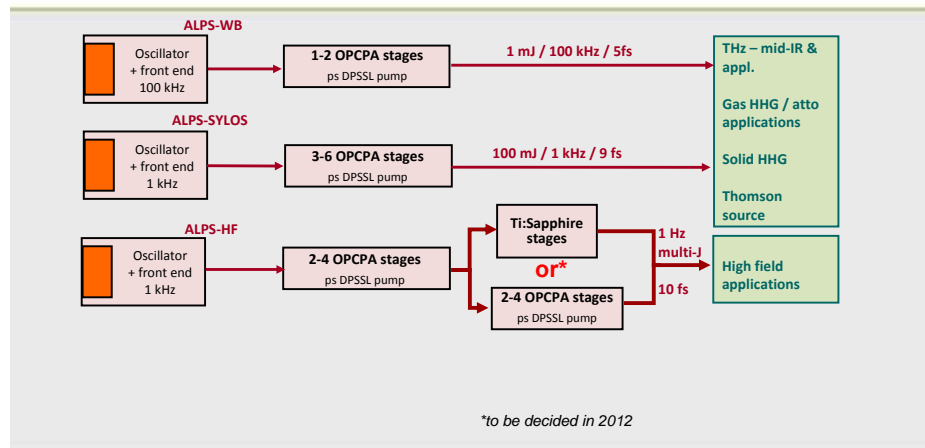 ALPS-WB
Oscillator
+ front end
100 kHz
1-2 OPCPA stages
ps DPSSL pump
1 mJ / 100 kHz / 5fs
THz – mid-IR &
appl.
Gas HHG / atto
applications
Solid HHG
Thomson
source
ALPS-SYLOS
Oscillator
+ front end
1 kHz
3-6 OPCPA stages
ps DPSSL pump
100 mJ / 1 kHz / 9 fs
ALPS-HF
Oscillator
+ front end
1 kHz
2-4 OPCPA stages
ps DPSSL pump
Ti:Sapphire
stages
or*
2-4 OPCPA stages
ps DPSSL pump
1 Hz
multi-J
10 fs
High field
applications
*to be decided in 2012